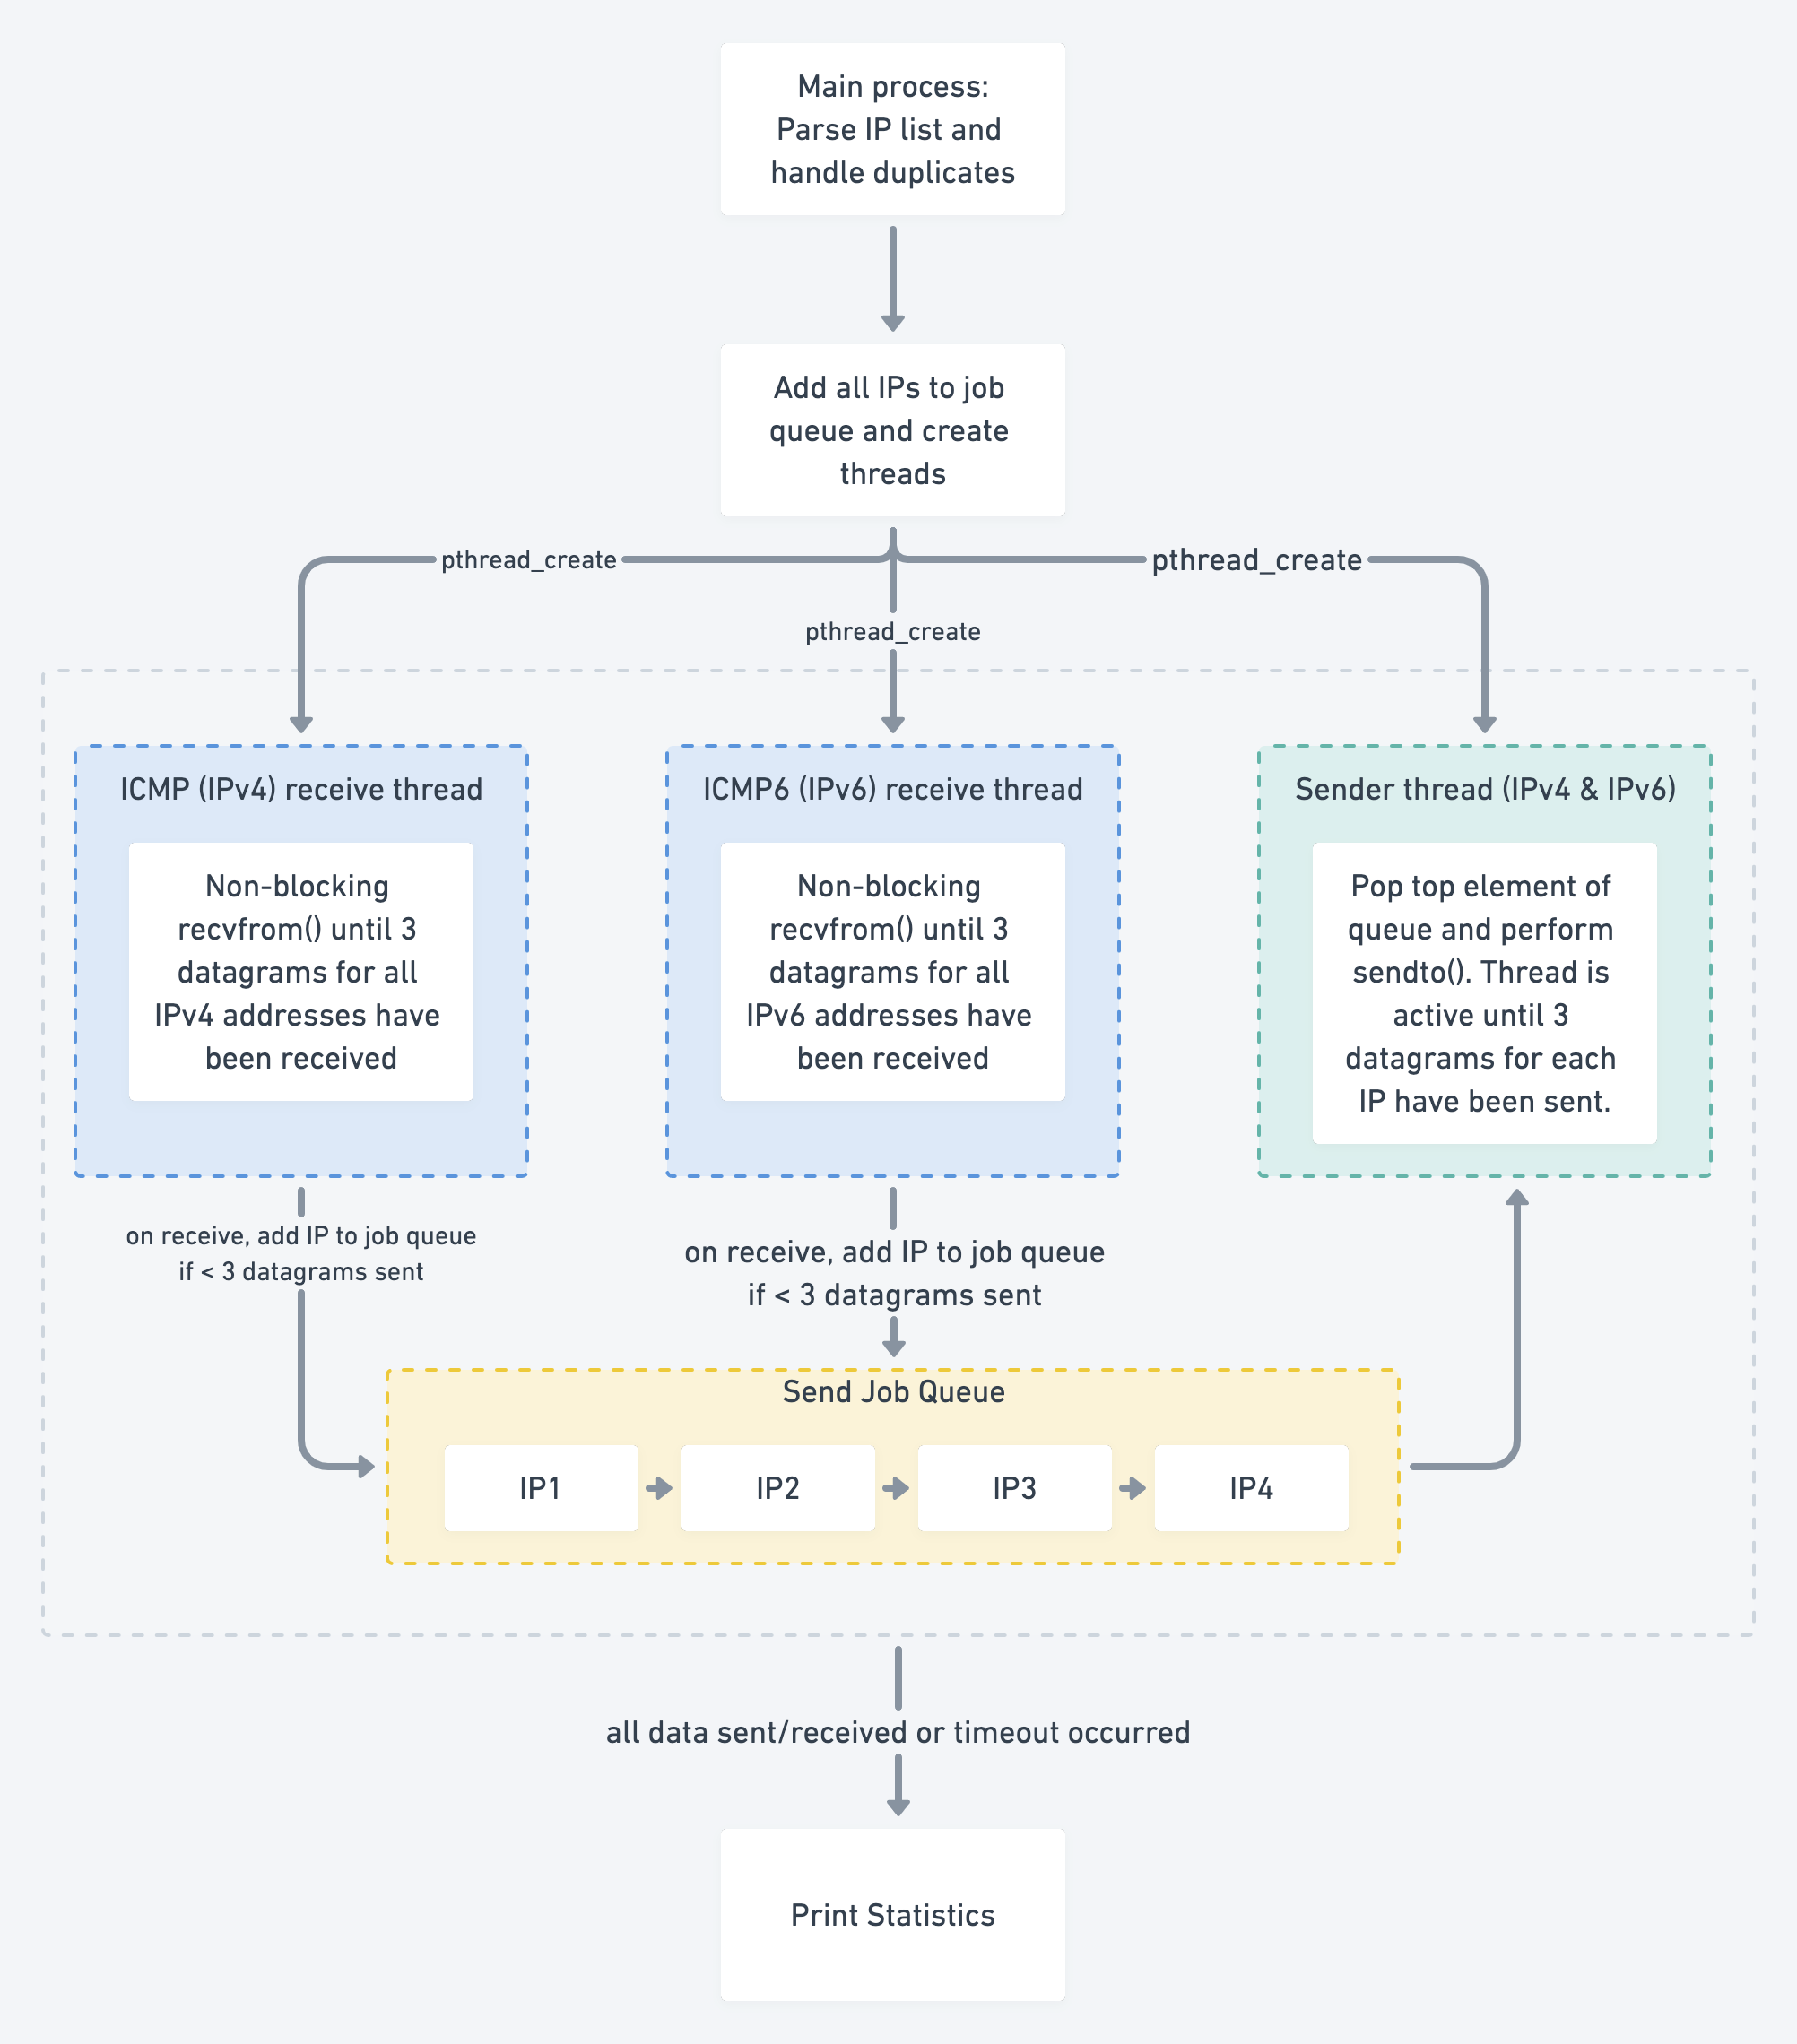 Main process:
Parse IP list and
handle duplicates
Add all IPs to job
queue and create
threads
pthread_create
pthread_create
pthread_create
ICMP (IPv4) receive thread
Non-blocking
recvfrom() until 3
datagrams for all
IPv4 addresses have
been received
ICMP6 (IPv6) receive thread
Non-blocking
recvfrom() until 3
datagrams for all
IPv6 addresses have
been received
Sender thread (IPv4 & IPv6)
Pop top element of
queue and perform
sendto(). Thread is
active until 3
datagrams for each
IP have been sent.
on receive, add IP to job queue
if < 3 datagrams sent
on receive, add IP to job queue
if < 3 datagrams sent
Send Job Queue
IP1
IP2
IP3
IP4
all data sent/received or timeout occurred
Print Statistics